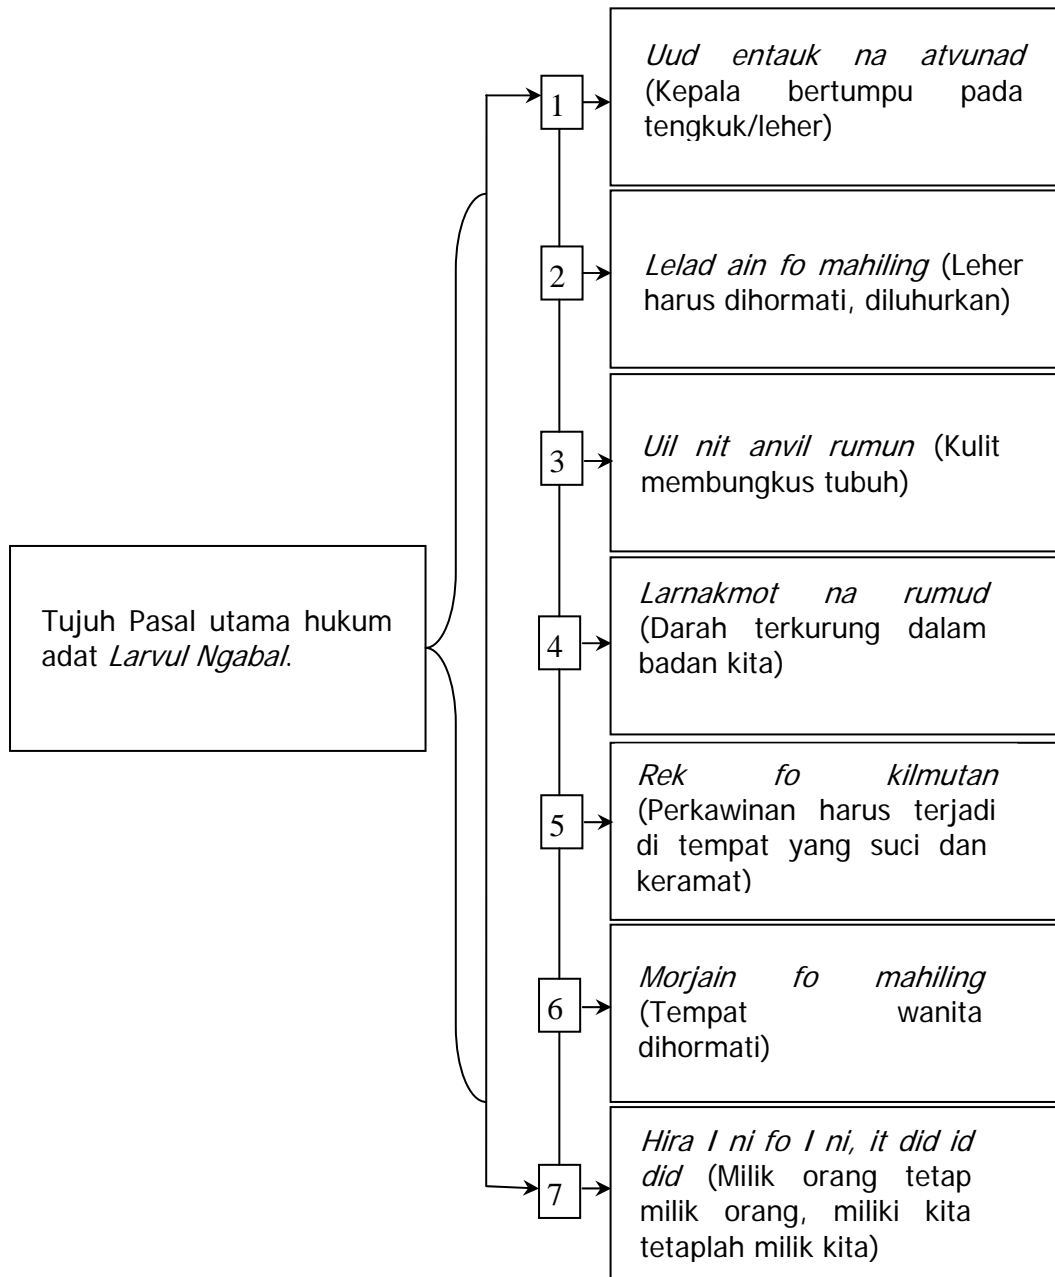 Tujuh Pasal utama hukum
adat Larvul Ngabal.
1
Uud entauk na atvunad
(Kepala bertumpu pada
tengkuk/leher)
2
Lelad ain fo mahiling (Leher
harus dihormati, diluhurkan)
3
Uil nit anvil rumun (Kulit
membungkus tubuh)
4
Larnakmot na rumud
(Darah terkurung dalam
badan kita)
5
Rek fo kilmutan
(Perkawinan harus terjadi
di tempat yang suci dan
keramat)
6
Morjain fo mahiling
(Tempat wanita
dihormati)
7
Hira I ni fo I ni, it did id
did (Milik orang tetap
milik orang, miliki kita
tetaplah milik kita)